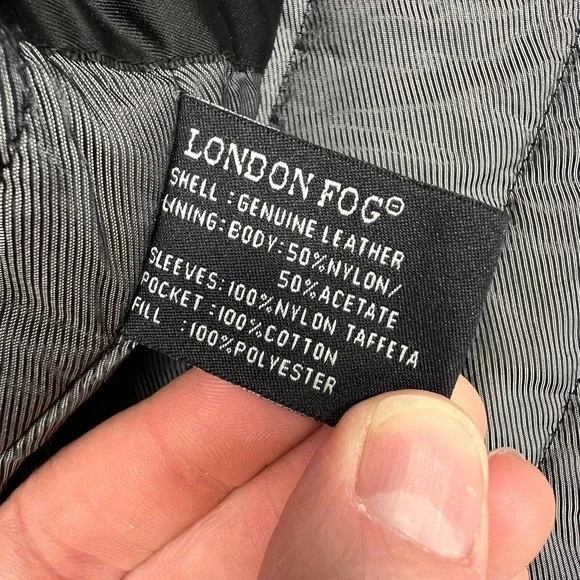 LONDON FOG®
SHELL : GENUINE LEATHER
LINING: BODY: 50%NYLON/
50%ACETATE
SLEEVES: 100%NYLON TAFFETA
POCKET : 100%COTTON
FILL : 100%POLYESTER